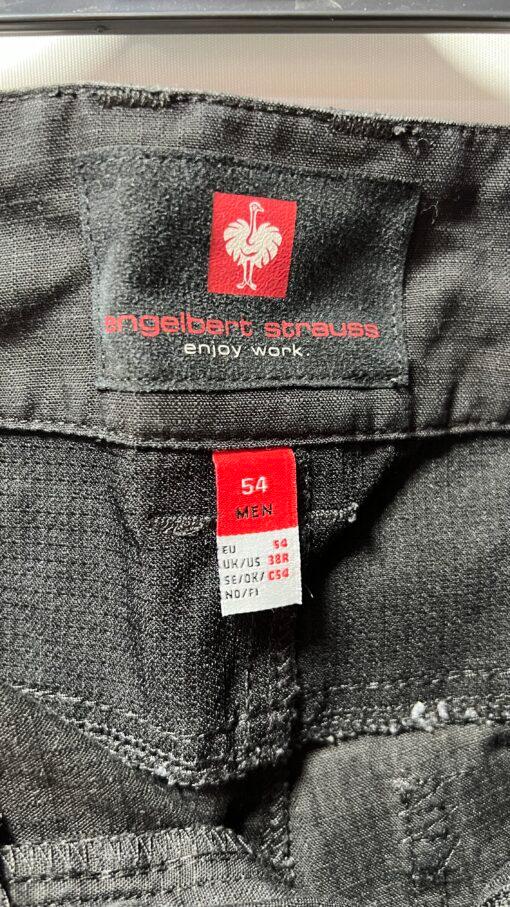 engelbert strauss
enjoy work.
54
MEN
EU 54
UK/US 38R
SE/DK/ C54
NO/FI